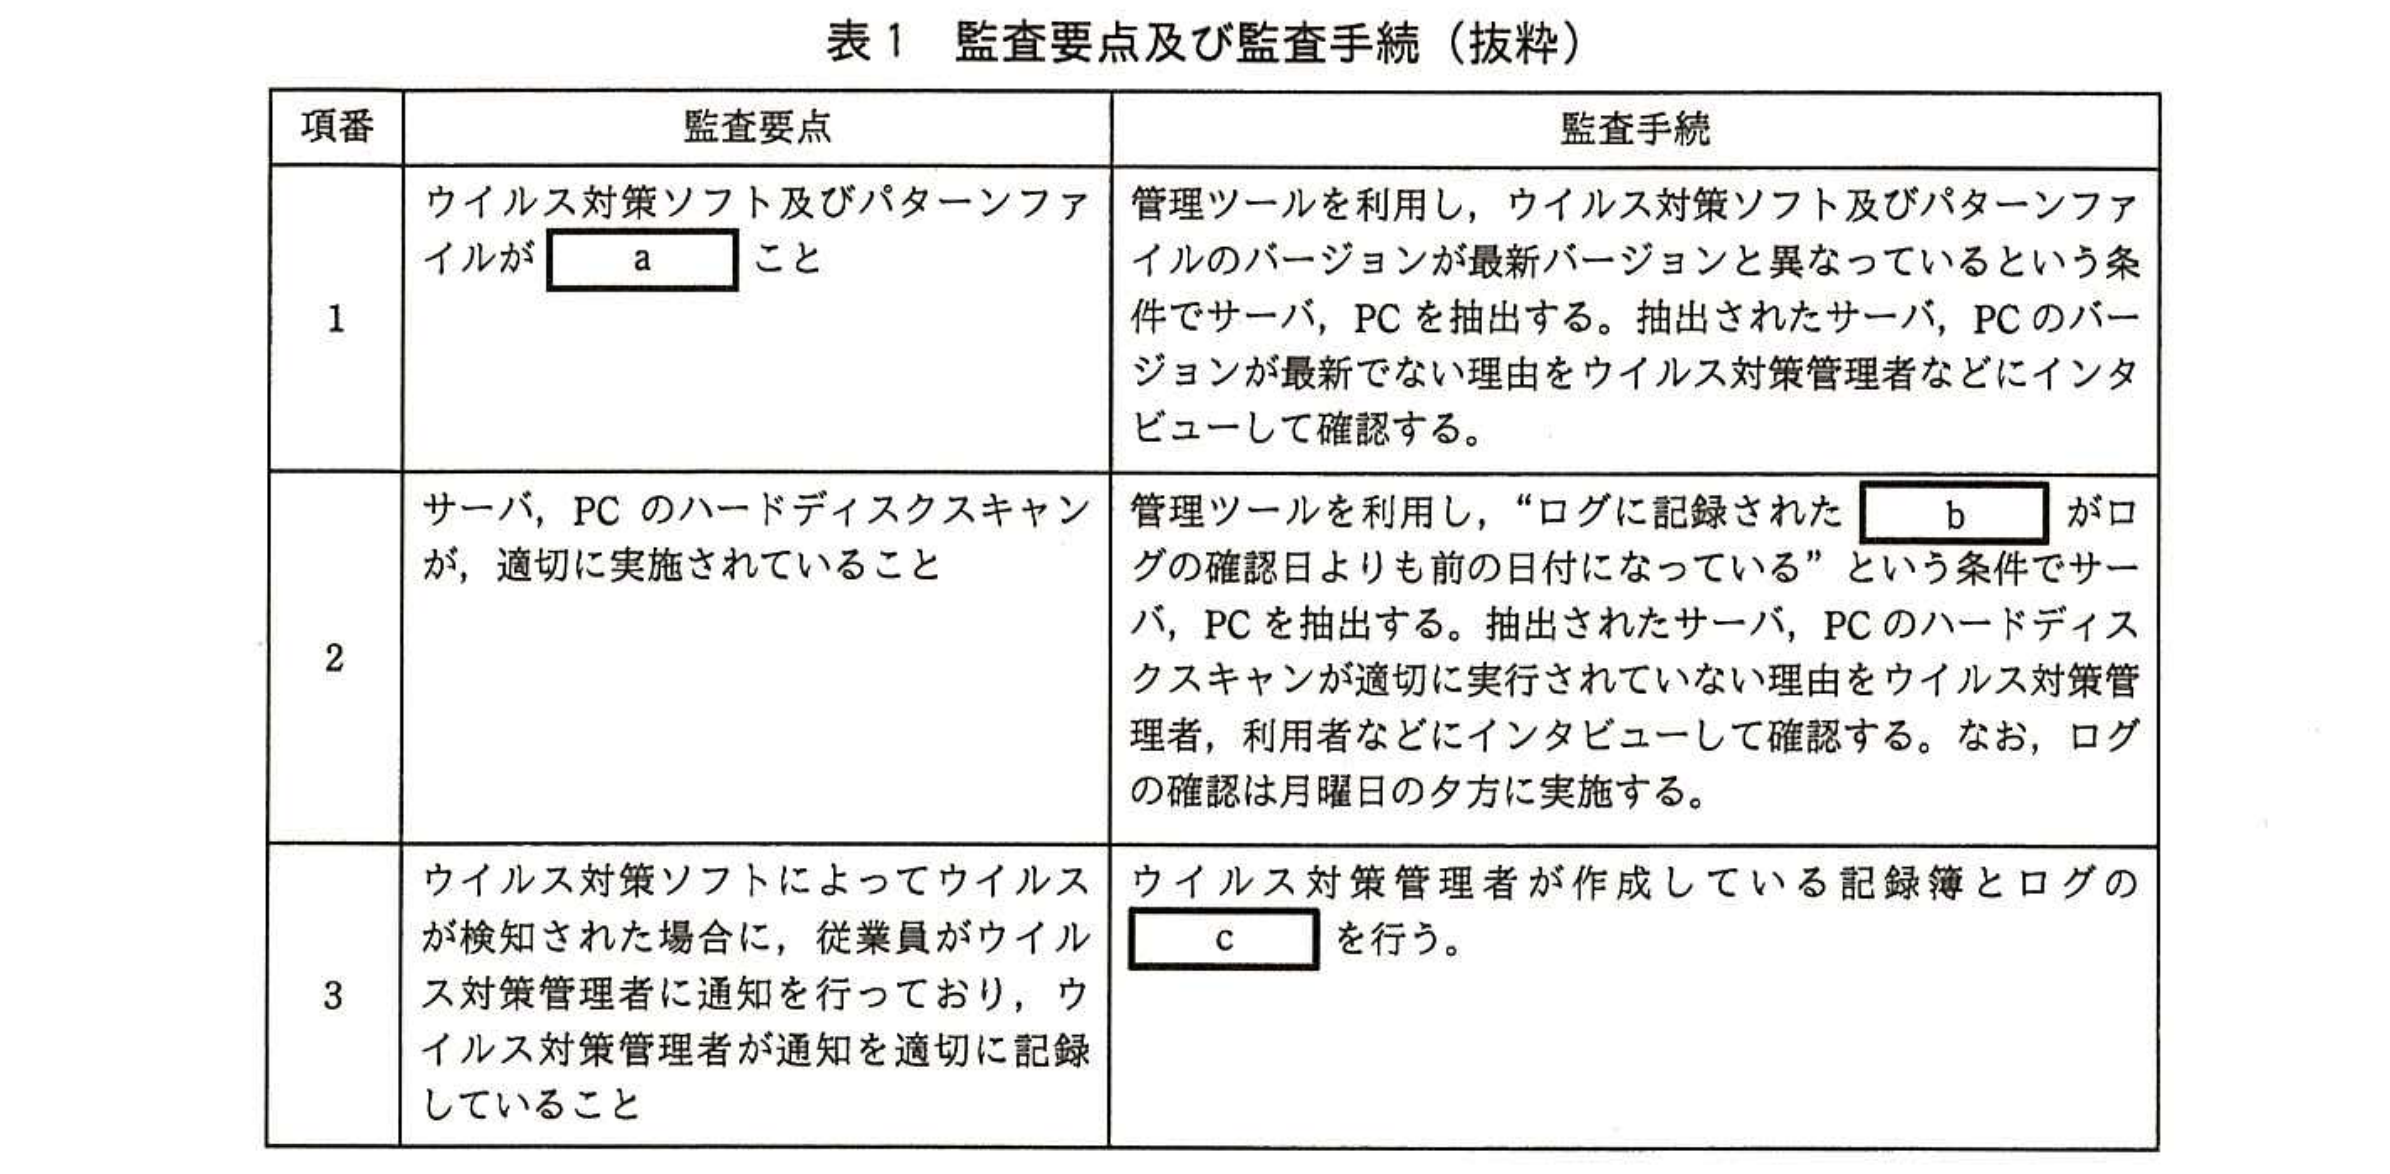 表1 監査要点及び監査手続（抜粋）
項番
監査要点
監査手続
1
ウイルス対策ソフト及びパターンファ
イルが a こと
管理ツールを利用し，ウイルス対策ソフト及びパターンファ
イルのバージョンが最新バージョンと異なっているという条
件でサーバ，PCを抽出する。抽出されたサーバ，PCのバー
ジョンが最新でない理由をウイルス対策管理者などにインタ
ビューして確認する。
2
サーバ，PC のハードディスクスキャン
が，適切に実施されていること
管理ツールを利用し，“ログに記録された b がロ
グの確認日よりも前の日付になっている”という条件でサー
バ，PCを抽出する。抽出されたサーバ，PCのハードディス
クスキャンが適切に実行されていない理由をウイルス対策管
理者，利用者などにインタビューして確認する。なお，ログ
の確認は月曜日の夕方に実施する。
3
ウイルス対策ソフトによってウイルス
が検知された場合に，従業員がウイル
ス対策管理者に通知を行っており，ウ
イルス対策管理者が通知を適切に記録
していること
ウイルス対策管理者が作成している記録簿とログの
c を行う。